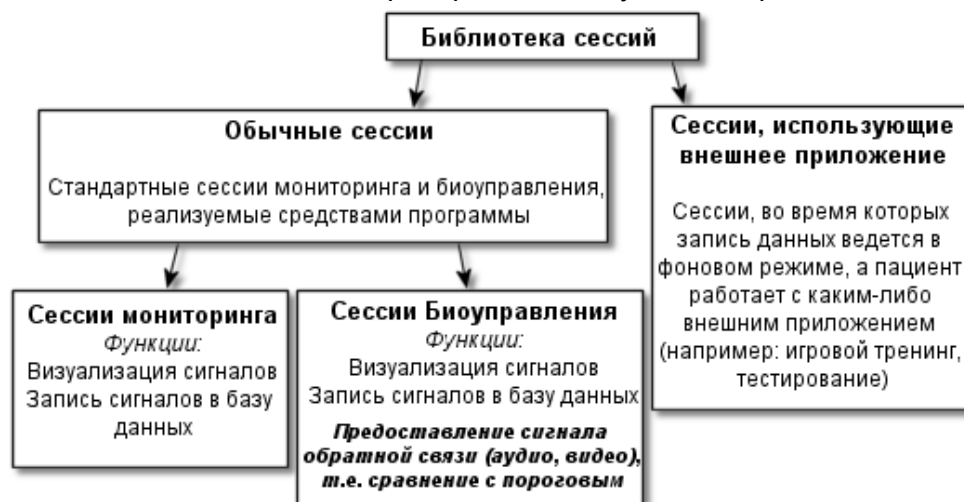 Библиотека сессий
Обычные сессии
Стандартные сессии мониторинга и биоуправления,
реализуемые средствами программы
Сессии, использующие
внешнее приложение
Сессии, во время которых
запись данных ведется в
фоновом режиме, а пациент
работает с каким-либо
внешним приложением
(например: игровой тренинг,
тестирование)
Сессии мониторинга
Функции:
Визуализация сигналов
Запись сигналов в базу
данных
Сессии Биоуправления
Функции:
Визуализация сигналов
Запись сигналов в базу данных
Предоставление сигнала
обратной связи (аудио, видео),
т.е. сравнение с пороговым